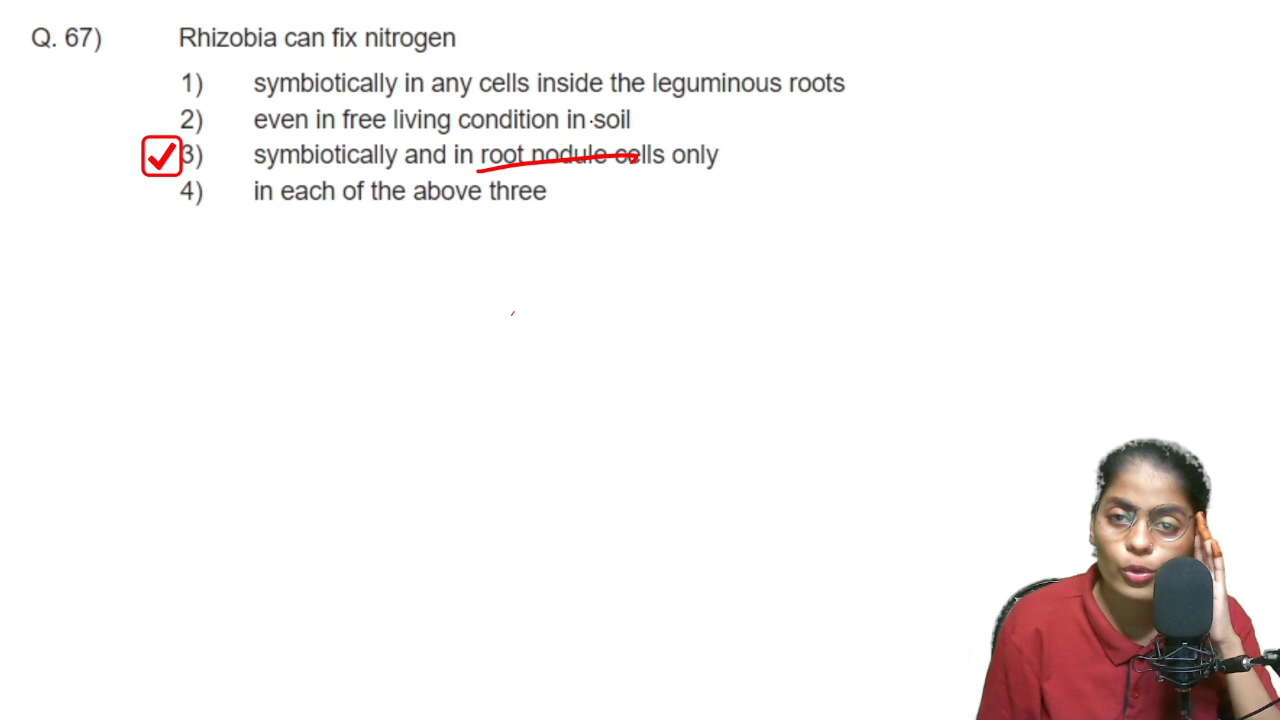 Q. 67) Rhizobia can fix nitrogen
1) symbiotically in any cells inside the leguminous roots
2) even in free living condition in soil
3) symbiotically and in root nodule cells only
4) in each of the above three